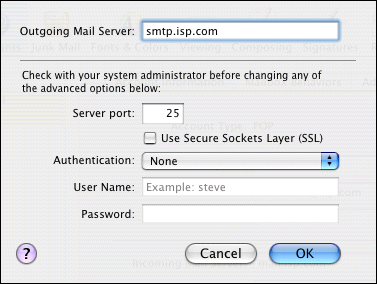 Outgoing Mail Server: smtp.isp.com
Check with your system administrator before changing any of
the advanced options below:
Server port: 25
Use Secure Sockets Layer (SSL)
Authentication: None
User Name: Example: steve
Password:
? Cancel OK